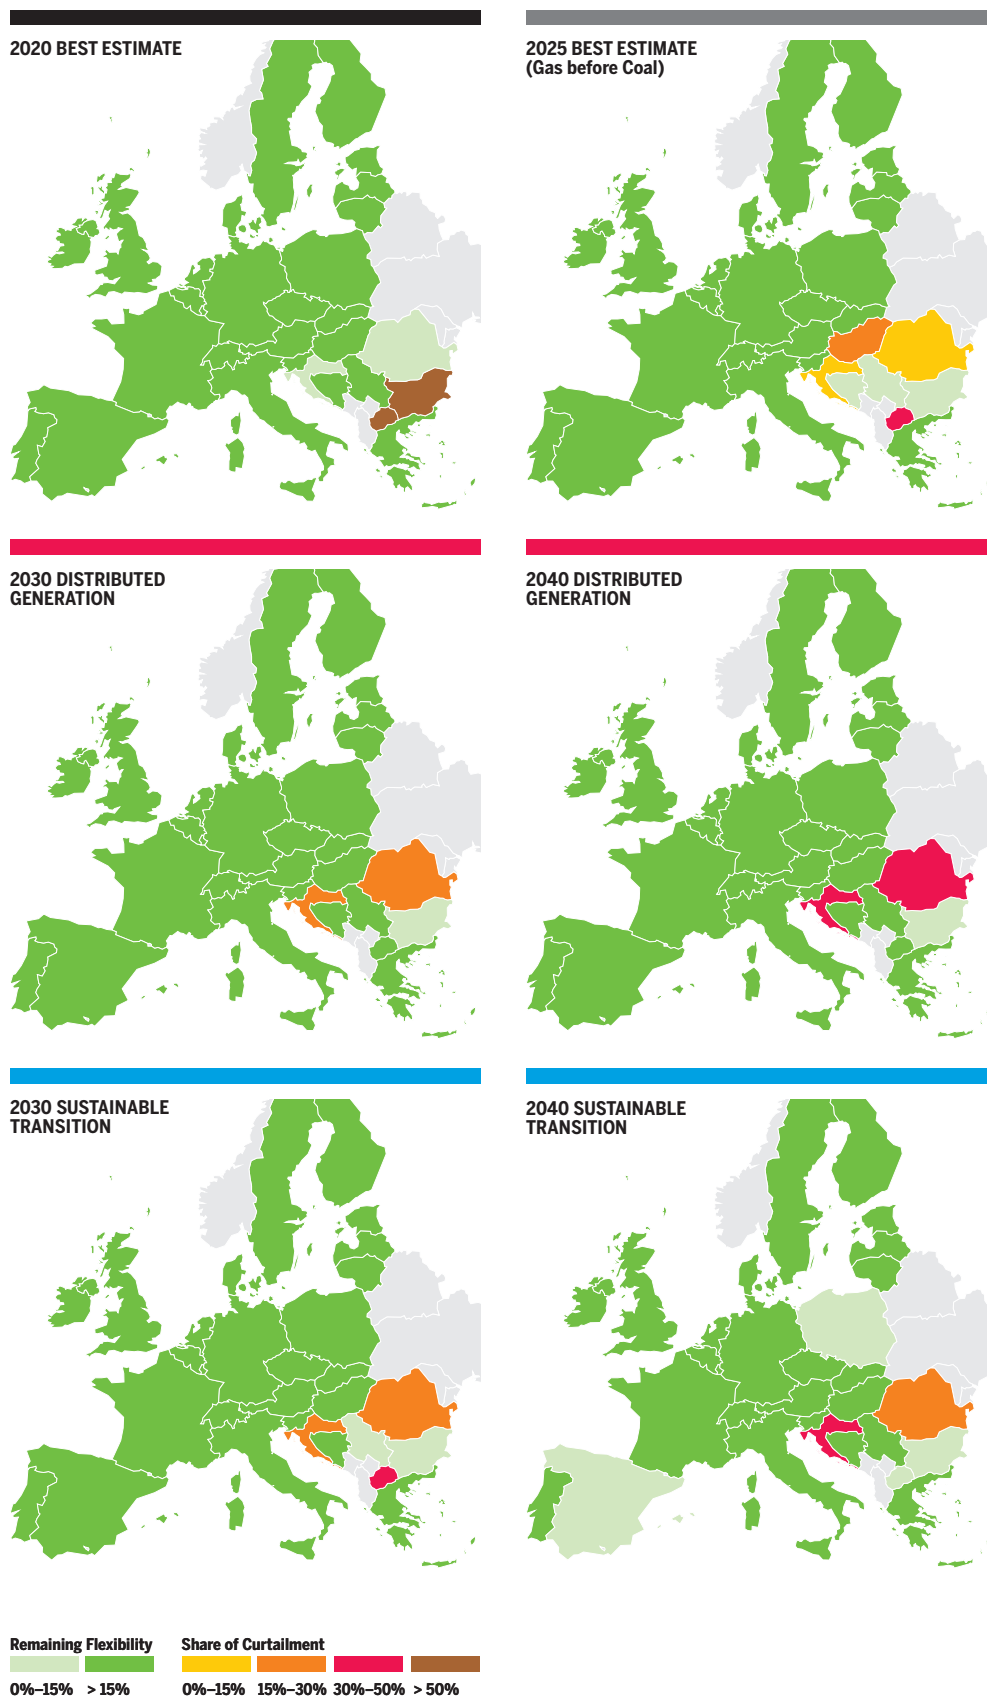 2020 BEST ESTIMATE
2025 BEST ESTIMATE
(Gas before Coal)
2030 DISTRIBUTED
GENERATION
2040 DISTRIBUTED
GENERATION
2030 SUSTAINABLE
TRANSITION
2040 SUSTAINABLE
TRANSITION
Remaining Flexibility
0%–15% > 15%
Share of Curtailment
0%–15% 15%–30% 30%–50% > 50%